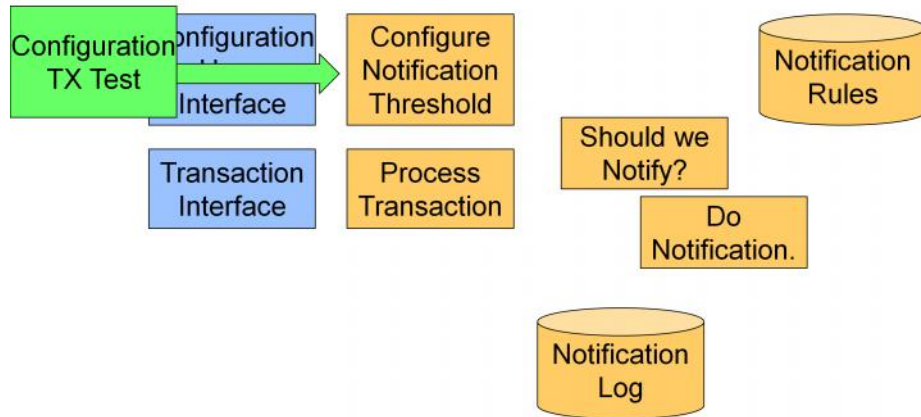 Configuration
TX Test
onfiguration
Interface
Configure
Notification
Threshold
Notification
Rules
Should we
Notify?
Transaction
Interface
Process
Transaction
Do
Notification.
Notification
Log